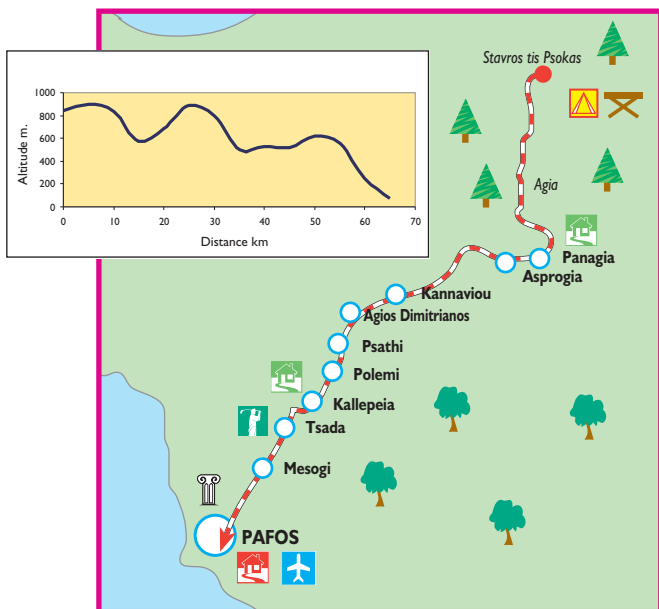 Stavros tis Psokas
1000
800
600
400
200
0
Altitude m.
0 10 20 30 40 50 60 70
Distance km
Agia
Panagia
Asprogia
Kannaviou
Agios Dimitrianos
Psathi
Polemi
Kallepeia
Tsada
Mesogi
PAFOS